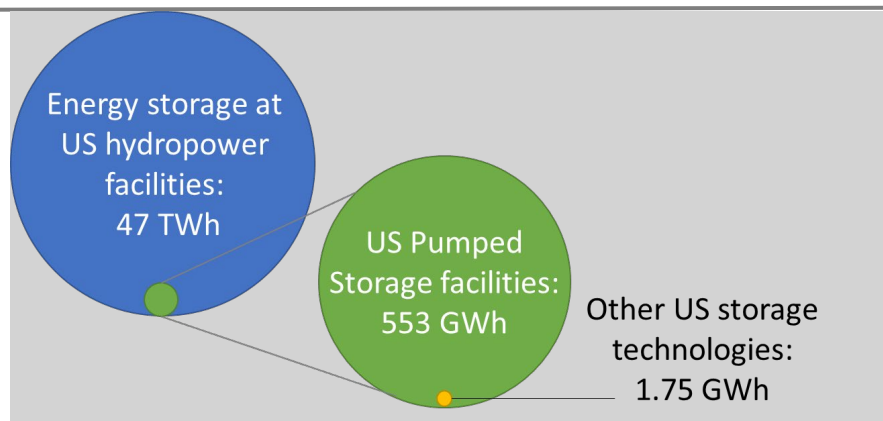 Energy storage at
US hydropower
facilities:
47 TWh
US Pumped
Storage facilities:
553 GWh
Other US storage
technologies:
1.75 GWh